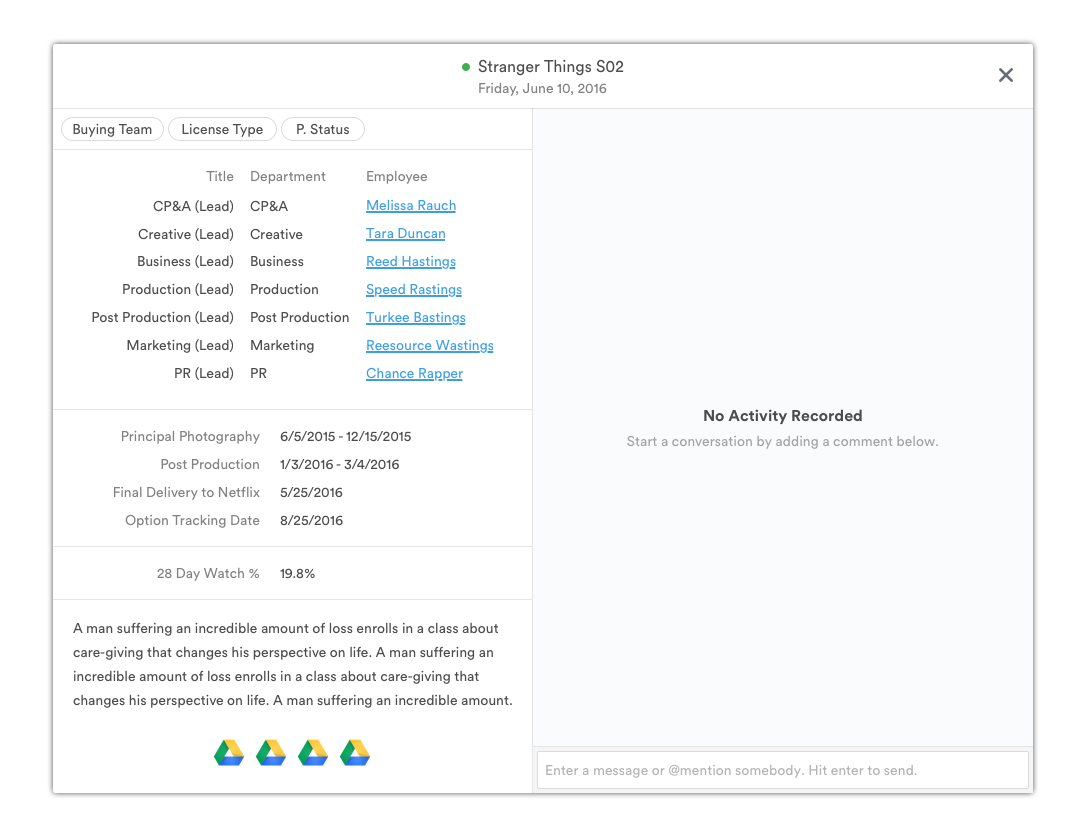 Stranger Things S02
Friday, June 10, 2016
Buying Team License Type P. Status
Title Department Employee
CP&A (Lead) CP&A Melissa Rauch
Creative (Lead) Creative Tara Duncan
Business (Lead) Business Reed Hastings
Production (Lead) Production Speed Rastings
Post Production (Lead) Post Production Turkee Bastings
Marketing (Lead) Marketing Reesource Wastings
PR (Lead) PR Chance Rapper
Principal Photography 6/5/2015 - 12/15/2015
Post Production 1/3/2016 - 3/4/2016
Final Delivery to Netflix 5/25/2016
Option Tracking Date 8/25/2016
28 Day Watch % 19.8%
A man suffering an incredible amount of loss enrolls in a class about
care-giving that changes his perspective on life. A man suffering an
incredible amount of loss enrolls in a class about care-giving that
changes his perspective on life. A man suffering an incredible amount.
No Activity Recorded
Start a conversation by adding a comment below.
Enter a message or @mention somebody. Hit enter to send.